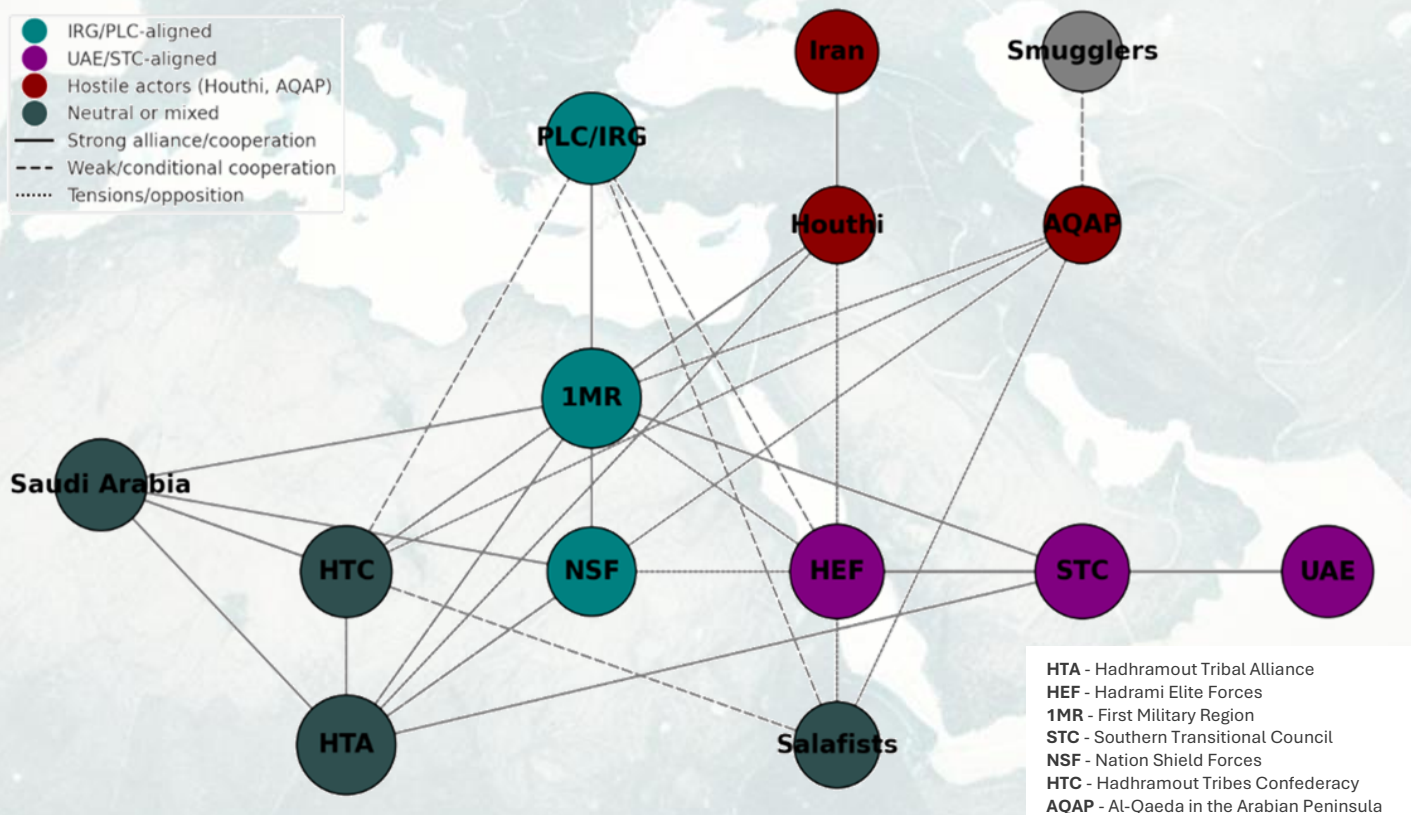 IRG/PLC-aligned
UAE/STC-aligned
Hostile actors (Houthi, AQAP)
Neutral or mixed
Strong alliance/cooperation
Weak/conditional cooperation
Tensions/opposition
Iran
Smugglers
PLC/IRG
Houthi
AQAP
1MR
Saudi Arabia
HTC
NSF
HEF
STC
UAE
HTA
Salafists
HTA - Hadhramout Tribal Alliance
HEF - Hadrami Elite Forces
1MR - First Military Region
STC - Southern Transitional Council
NSF - Nation Shield Forces
HTC - Hadhramout Tribes Confederacy
AQAP - Al-Qaeda in the Arabian Peninsula